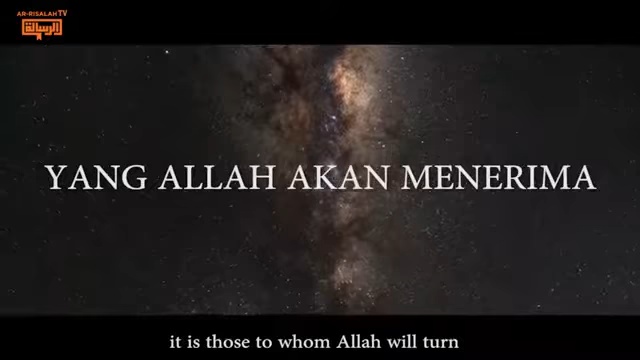 AR-RISALAH TV
الرسالة
YANG ALLAH AKAN MENERIMA
it is those to whom Allah will turn